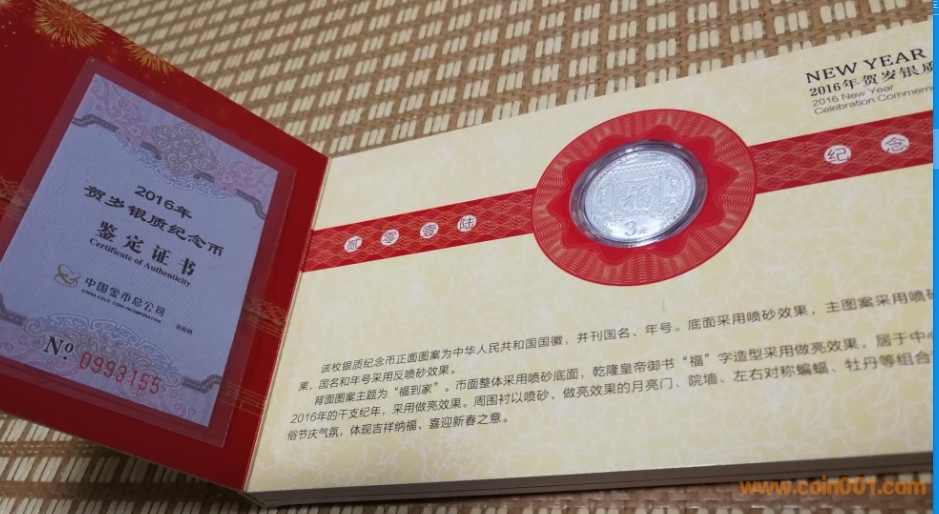 2016年
贺岁银质纪念币
鉴定证书
Certificate of Authenticity
中国金币总公司
CHINA GOLD COIN INCORPORATION
No 0993155
NEW YEAR
2016年贺岁银质
2016 New Year
Celebration Commemo
贰零壹陆
纪念
福
3
该枚银质纪念币正面图案为中华人民共和国国徽，并刊国名、年号。底面采用喷砂效果，主图案采用喷
果，国名和年号采用反喷砂效果。
背面图案主题为“福到家”。币面整体采用喷砂底面，乾隆皇帝御书“福”字造型采用做亮效果，居于中
2016年的干支纪年，采用做亮效果。周围衬以喷砂、做亮效果的月亮门、院墙、左右对称蝙蝠、牡丹等组合
俗节庆气氛，体现吉祥纳福、喜迎新春之意。
www.coin001.com